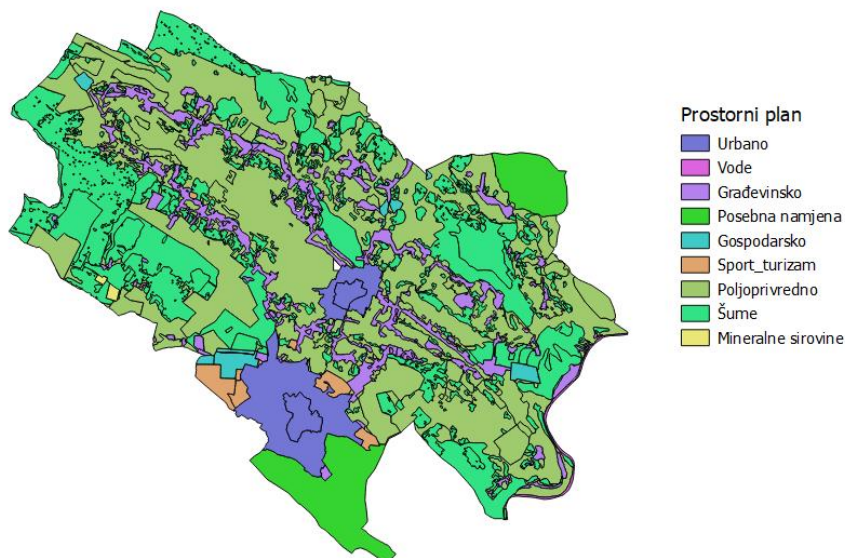 Prostorni plan
Urbano
Vode
Građevinsko
Posebna namjena
Gospodarsko
Sport_turizam
Poljoprivredno
Šume
Mineralne sirovine